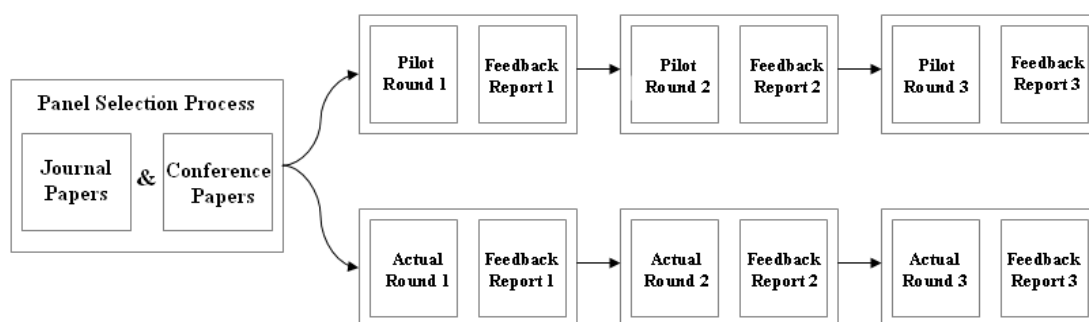 Panel Selection Process
Journal
Papers
&
Conference
Papers
Pilot
Round 1
Feedback
Report 1
Pilot
Round 2
Feedback
Report 2
Pilot
Round 3
Feedback
Report 3
Actual
Round 1
Feedback
Report 1
Actual
Round 2
Feedback
Report 2
Actual
Round 3
Feedback
Report 3